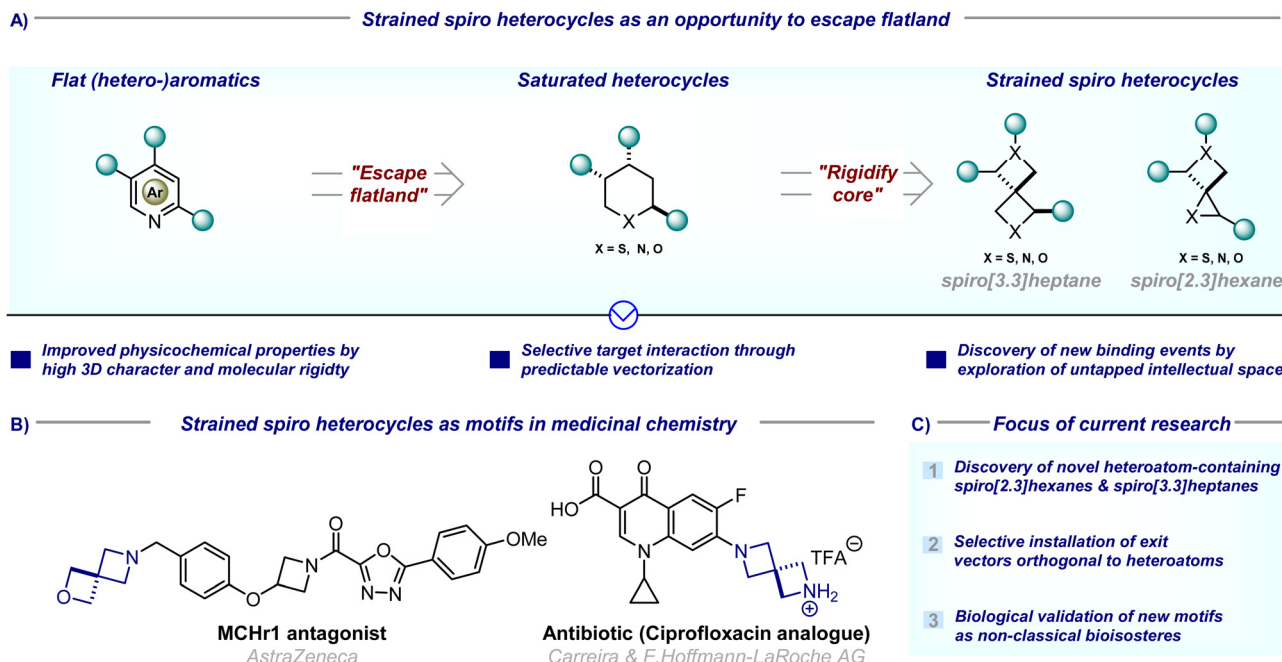 A) Strained spiro heterocycles as an opportunity to escape flatland
Flat (hetero-)aromatics
Saturated heterocycles
Strained spiro heterocycles
Ar
N
"Escape
flatland"
X
X = S, N, O
"Rigidify
core"
X
X
X = S, N, O
spiro[3.3]heptane
X
X
X = S, N, O
spiro[2.3]hexane
Improved physicochemical properties by
high 3D character and molecular rigidty
Selective target interaction through
predictable vectorization
Discovery of new binding events by
exploration of untapped intellectual space
B) Strained spiro heterocycles as motifs in medicinal chemistry
O
N
O
N
O
O
N
N
OMe
MCHr1 antagonist
AstraZeneca
O
HO
O
F
N
N
NH2
⊕
TFA⊖
Antibiotic (Ciprofloxacin analogue)
Carreira & F.Hoffmann-LaRoche AG
C) Focus of current research
1 Discovery of novel heteroatom-containing
spiro[2.3]hexanes & spiro[3.3]heptanes
2 Selective installation of exit
vectors orthogonal to heteroatoms
3 Biological validation of new motifs
as non-classical bioisosteres